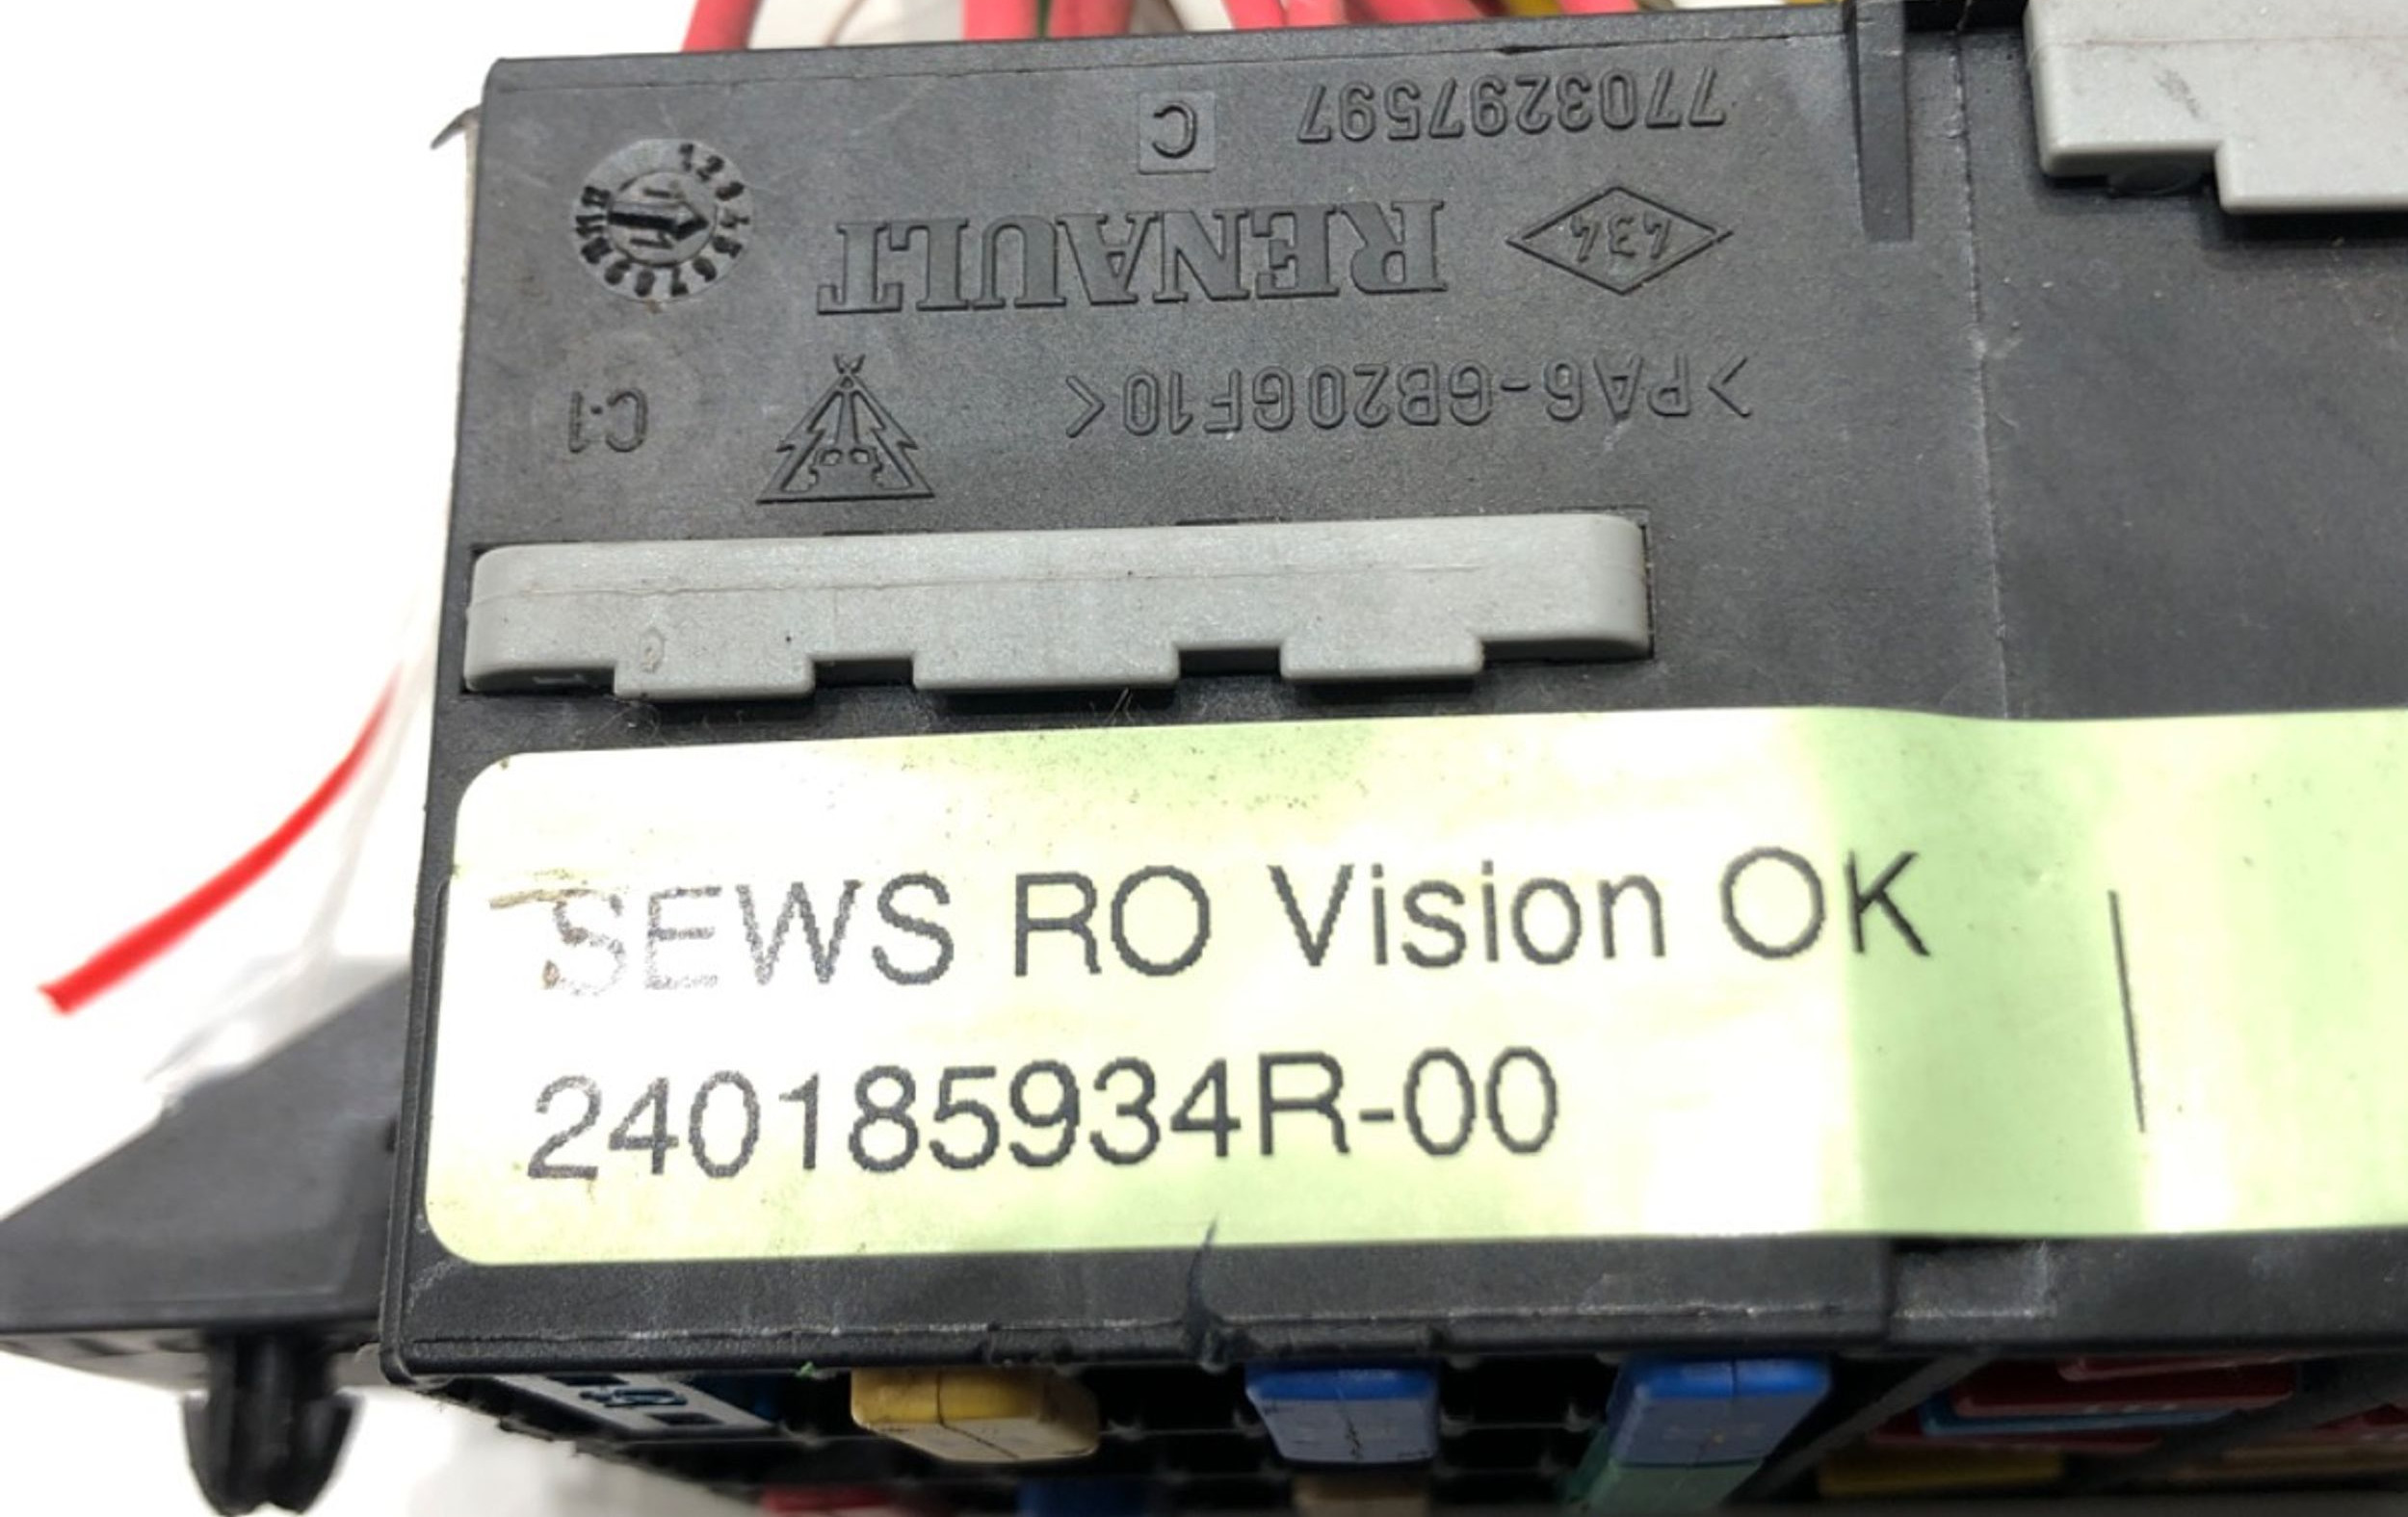 7703297597 C
434 RENAULT
>PA6-GB20GF10<
C1
SEWS RO Vision OK
240185934R-00